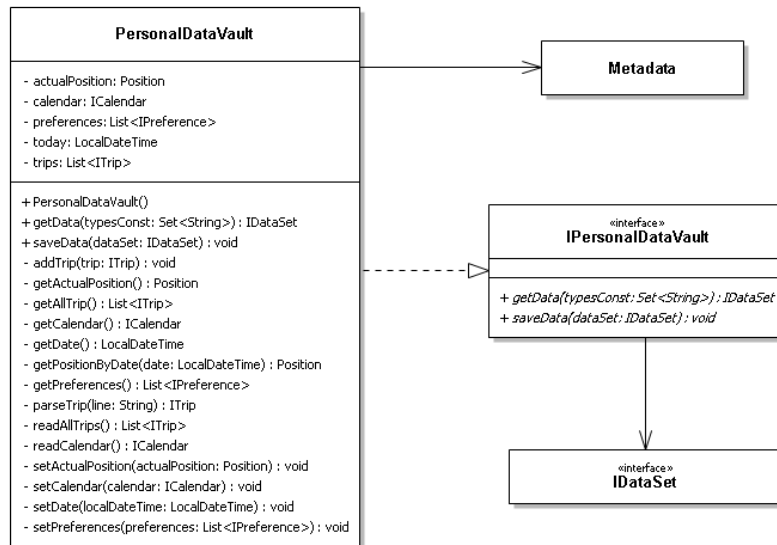 PersonalDataVault
- actualPosition: Position
- calendar: ICalendar
- preferences: List<IPreference>
- today: LocalDateTime
- trips: List<ITrip>
+ PersonalDataVault()
+ getData(typesConst: Set<String>) : IDataSet
+ saveData(dataSet: IDataSet) : void
- addTrip(trip: ITrip) : void
- getActualPosition() : Position
- getAllTrip() : List<ITrip>
- getCalendar() : ICalendar
- getDate() : LocalDateTime
- getPositionByDate(date: LocalDateTime) : Position
- getPreferences() : List<IPreference>
- parseTrip(line: String) : ITrip
- readAllTrips() : List<ITrip>
- readCalendar() : ICalendar
- setActualPosition(actualPosition: Position) : void
- setCalendar(calendar: ICalendar) : void
- setDate(localDateTime: LocalDateTime) : void
- setPreferences(preferences: List<IPreference>) : void
Metadata
«interface»
IPersonalDataVault
+ getData(typesConst: Set<String>) : IDataSet
+ saveData(dataSet: IDataSet) : void
«interface»
IDataSet